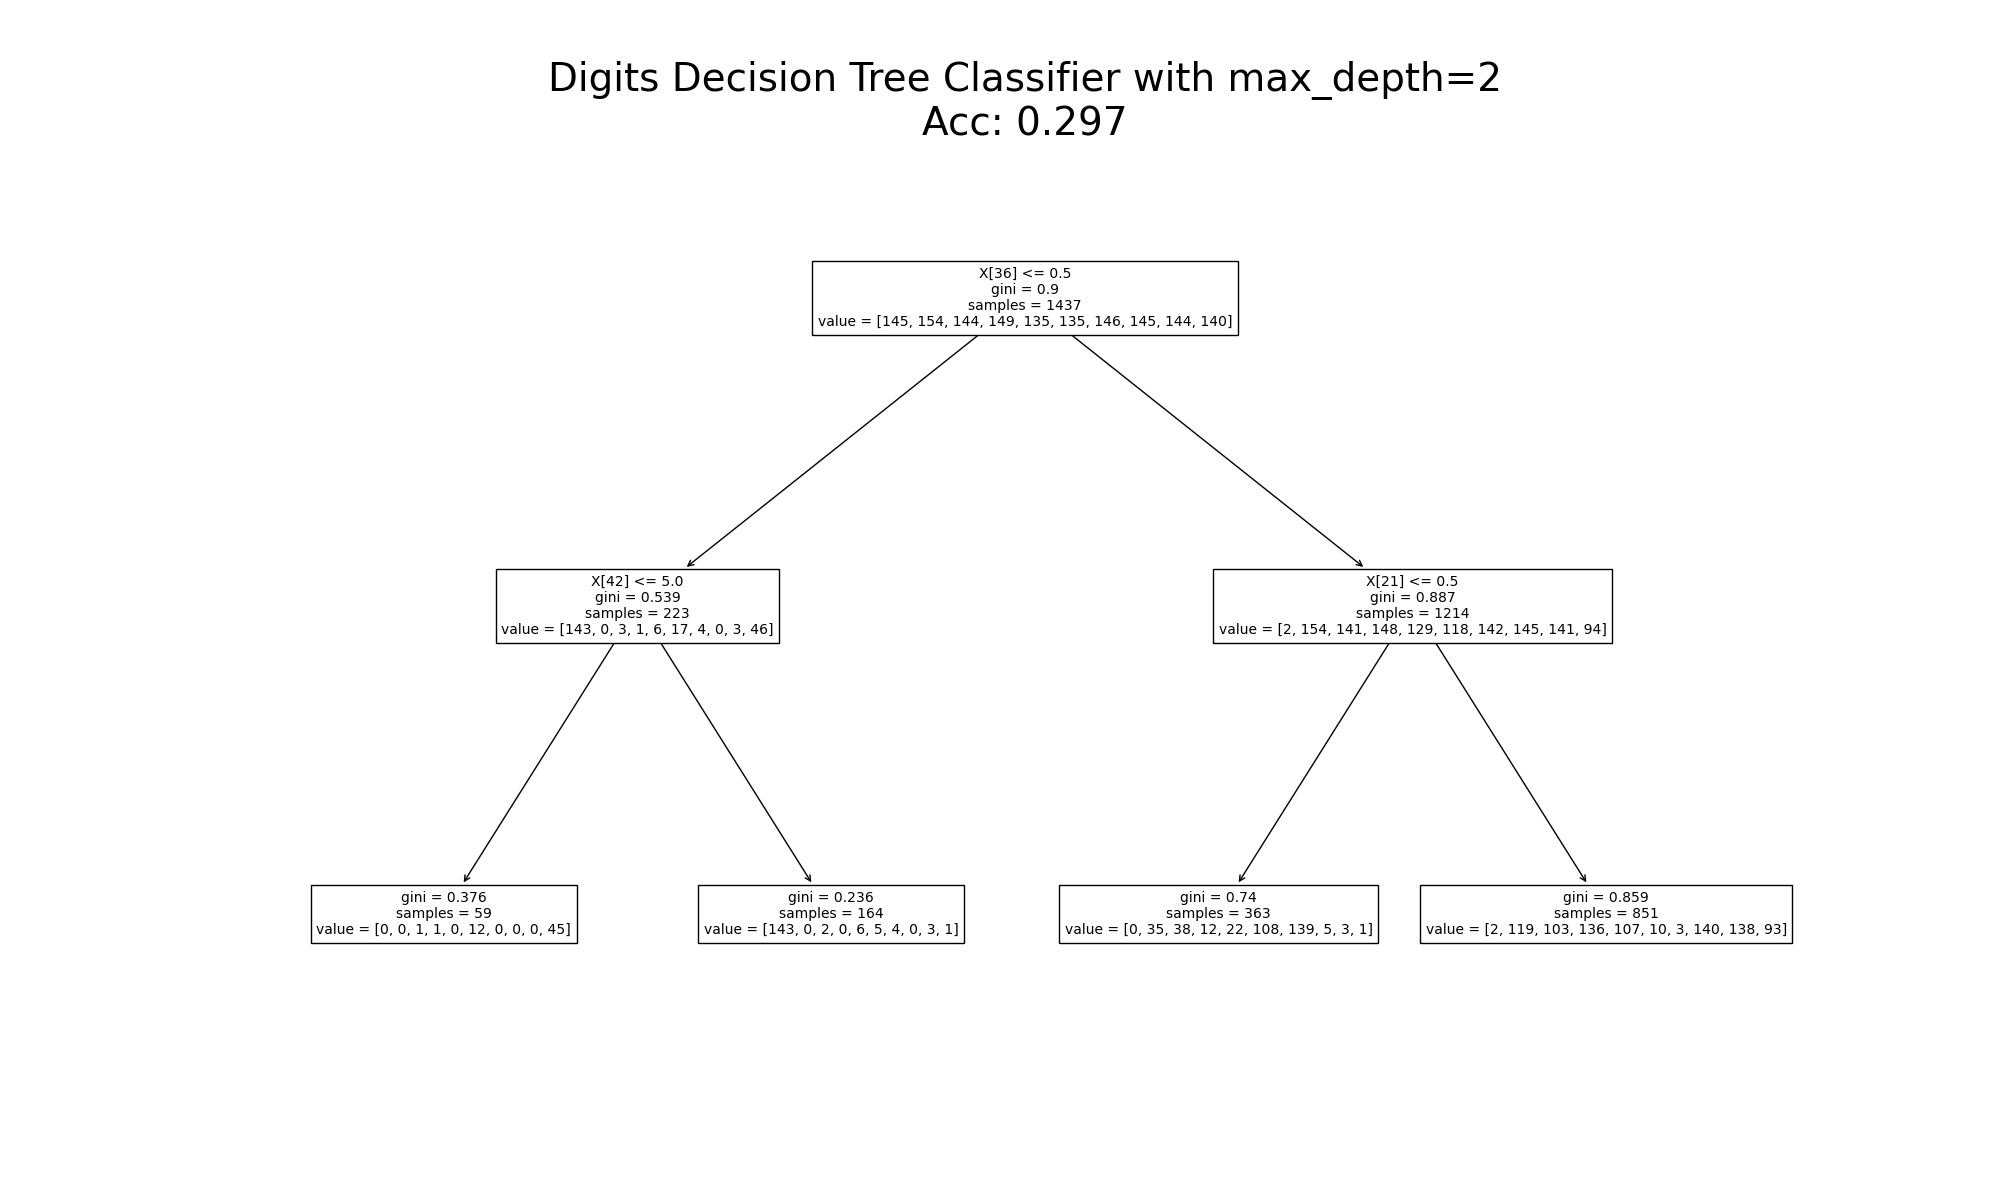 Digits Decision Tree Classifier with max_depth=2
Acc: 0.297
X[36] <= 0.5
gini = 0.9
samples = 1437
value = [145, 154, 144, 149, 135, 135, 146, 145, 144, 140]
X[42] <= 5.0
gini = 0.539
samples = 223
value = [143, 0, 3, 1, 6, 17, 4, 0, 3, 46]
X[21] <= 0.5
gini = 0.887
samples = 1214
value = [2, 154, 141, 148, 129, 118, 142, 145, 141, 94]
gini = 0.376
samples = 59
value = [0, 0, 1, 1, 0, 12, 0, 0, 0, 45]
gini = 0.236
samples = 164
value = [143, 0, 2, 0, 6, 5, 4, 0, 3, 1]
gini = 0.74
samples = 363
value = [0, 35, 38, 12, 22, 108, 139, 5, 3, 1]
gini = 0.859
samples = 851
value = [2, 119, 103, 136, 107, 10, 3, 140, 138, 93]